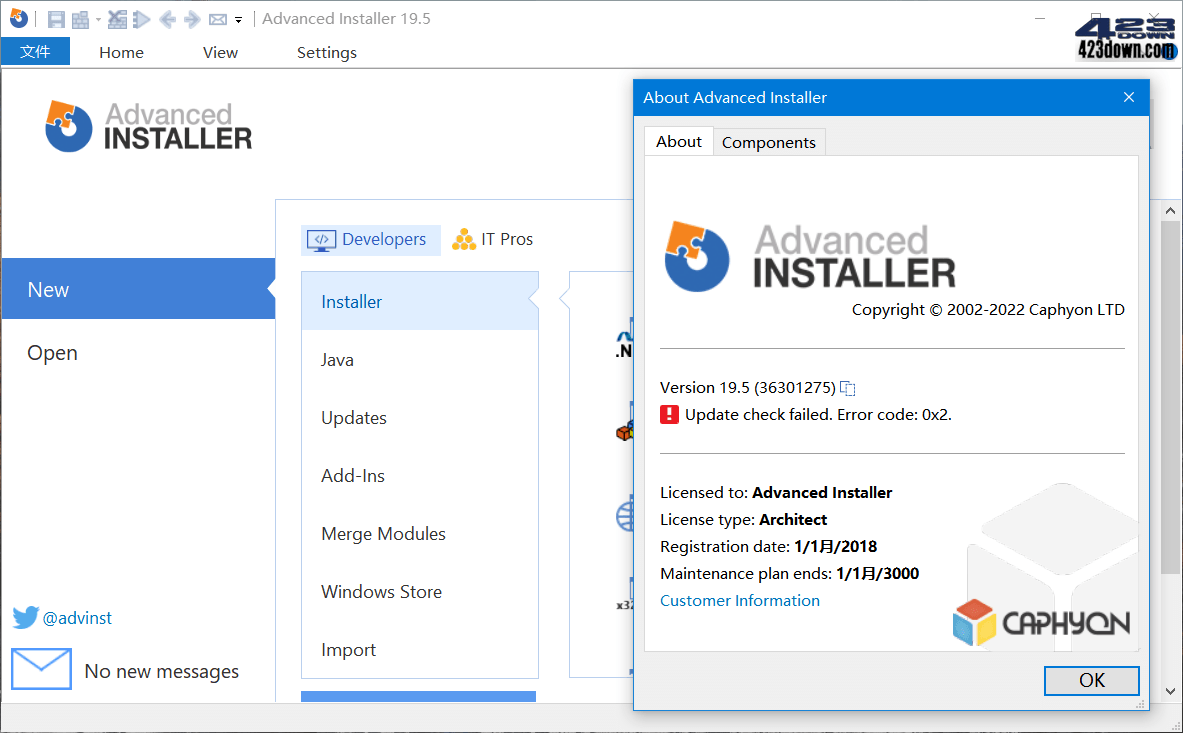 Advanced Installer 19.5
423
DOWN
423down.com
文件
Home
View
Settings
Advanced
INSTALLER
New
Open
Developers
IT Pros
Installer
Java
Updates
Add-Ins
Merge Modules
Windows Store
Import
@advinst
No new messages
About Advanced Installer
About
Components
Advanced
INSTALLER
Copyright © 2002-2022 Caphyon LTD
Version 19.5 (36301275)
Update check failed. Error code: 0x2.
Licensed to: Advanced Installer
License type: Architect
Registration date: 1/1月/2018
Maintenance plan ends: 1/1月/3000
Customer Information
CAPHYON
OK